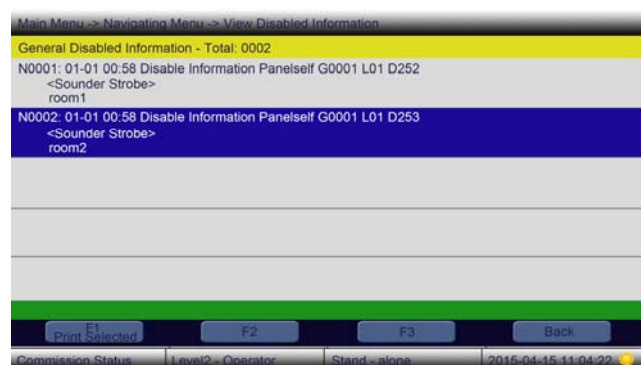 Main Menu -> Navigating Menu -> View Disabled Information
General Disabled Information - Total: 0002
N0001: 01-01 00:58 Disable Information Panelself G0001 L01 D252
<Sounder Strobe>
room1
N0002: 01-01 00:58 Disable Information Panelself G0001 L01 D253
<Sounder Strobe>
room2
F1
Print Selected
F2
F3
Back
Commission Status
Level2 - Operator
Stand - alone
2015-04-15 11:04:22